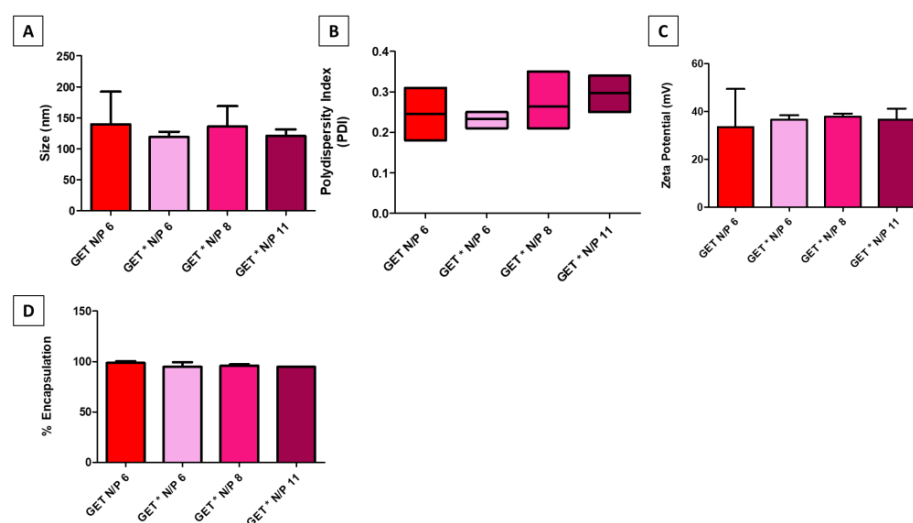 A
Size (nm)
250
200
150
100
50
0
GET N/P 6
GET * N/P 6
GET * N/P 8
GET * N/P 11
B
Polydispersity Index
(PDI)
0.4
0.3
0.2
0.1
0.0
GET N/P 6
GET * N/P 6
GET * N/P 8
GET * N/P 11
C
Zeta Potential (mV)
60
40
20
0
GET N/P 6
GET * N/P 6
GET * N/P 8
GET * N/P 11
D
% Encapsulation
150
100
50
0
GET N/P 6
GET * N/P 6
GET * N/P 8
GET * N/P 11